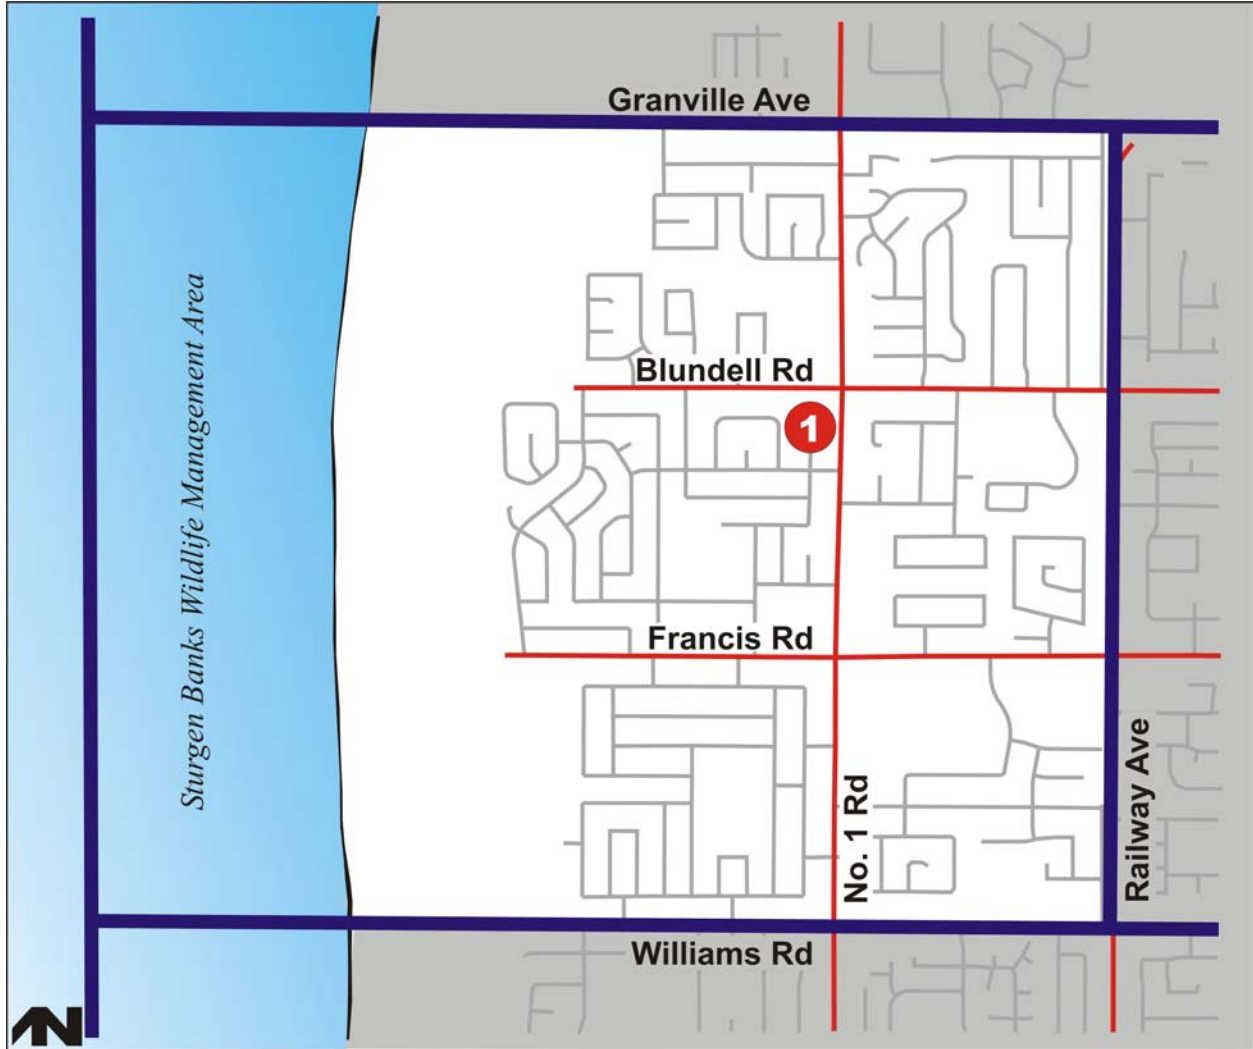 Granville Ave
Sturgen Banks Wildlife Management Area
Blundell Rd
1
Francis Rd
No. 1 Rd
Railway Ave
Williams Rd
N